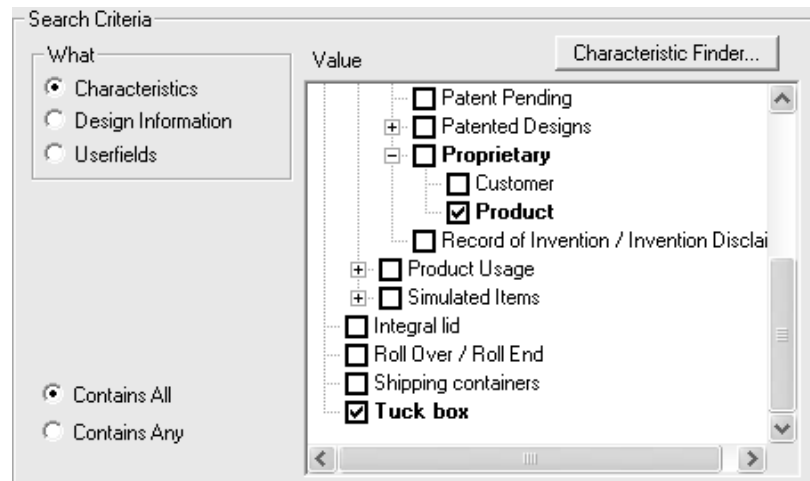 Search Criteria
What
Characteristics
Design Information
Userfields
Contains All
Contains Any
Value
Characteristic Finder...
Patent Pending
Patented Designs
Proprietary
Customer
Product
Record of Invention / Invention Disclai
Product Usage
Simulated Items
Integral lid
Roll Over / Roll End
Shipping containers
Tuck box